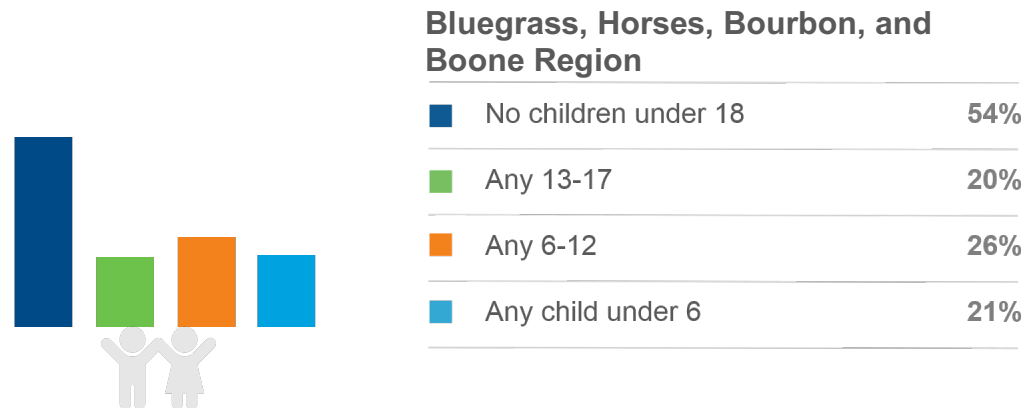 Bluegrass, Horses, Bourbon, and
Boone Region
No children under 18 54%
Any 13-17 20%
Any 6-12 26%
Any child under 6 21%